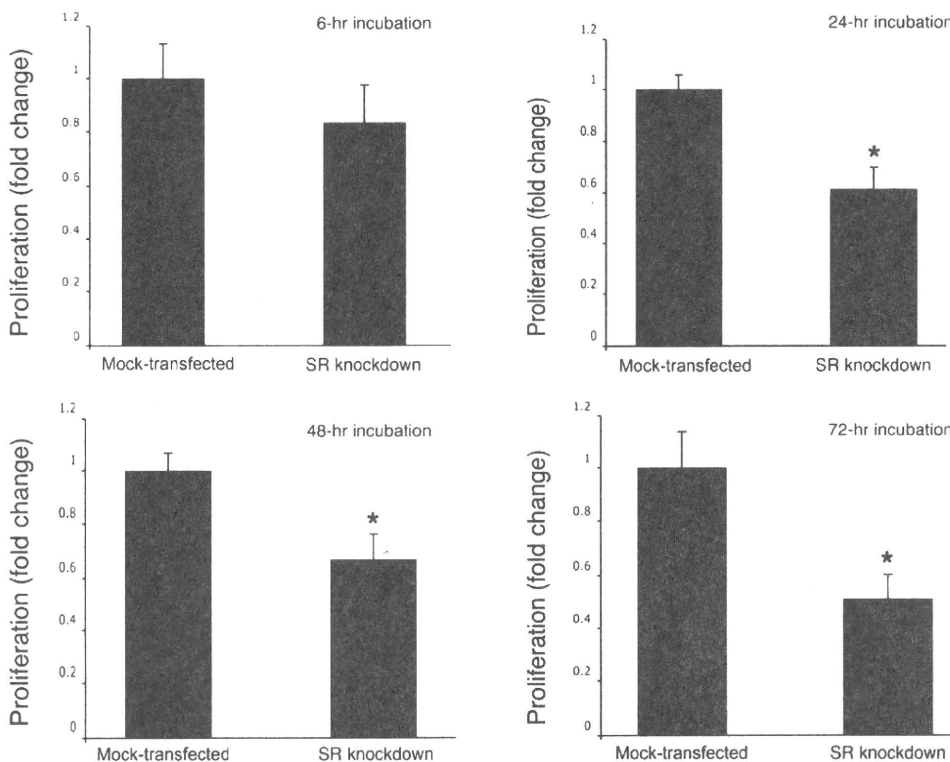 6-hr incubation
Proliferation (fold change)
1.2
1
0.8
0.6
0.4
0.2
0
Mock-transfected SR knockdown
24-hr incubation
Proliferation (fold change)
1.2
1
0.8
*
0.6
0.4
0.2
0
Mock-transfected SR knockdown
48-hr incubation
Proliferation (fold change)
1.2
1
0.8
*
0.6
0.4
0.2
0
Mock-transfected SR knockdown
72-hr incubation
Proliferation (fold change)
1.2
1
0.8
*
0.6
0.4
0.2
0
Mock-transfected SR knockdown